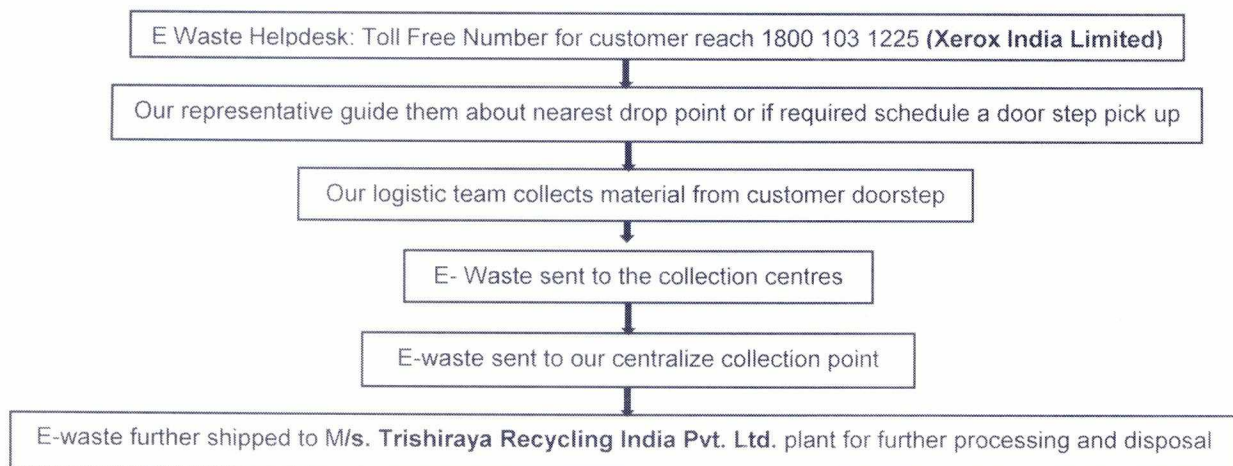 E Waste Helpdesk: Toll Free Number for customer reach 1800 103 1225 (Xerox India Limited)
Our representative guide them about nearest drop point or if required schedule a door step pick up
Our logistic team collects material from customer doorstep
E- Waste sent to the collection centres
E-waste sent to our centralize collection point
E-waste further shipped to M/s. Trishiraya Recycling India Pvt. Ltd. plant for further processing and disposal